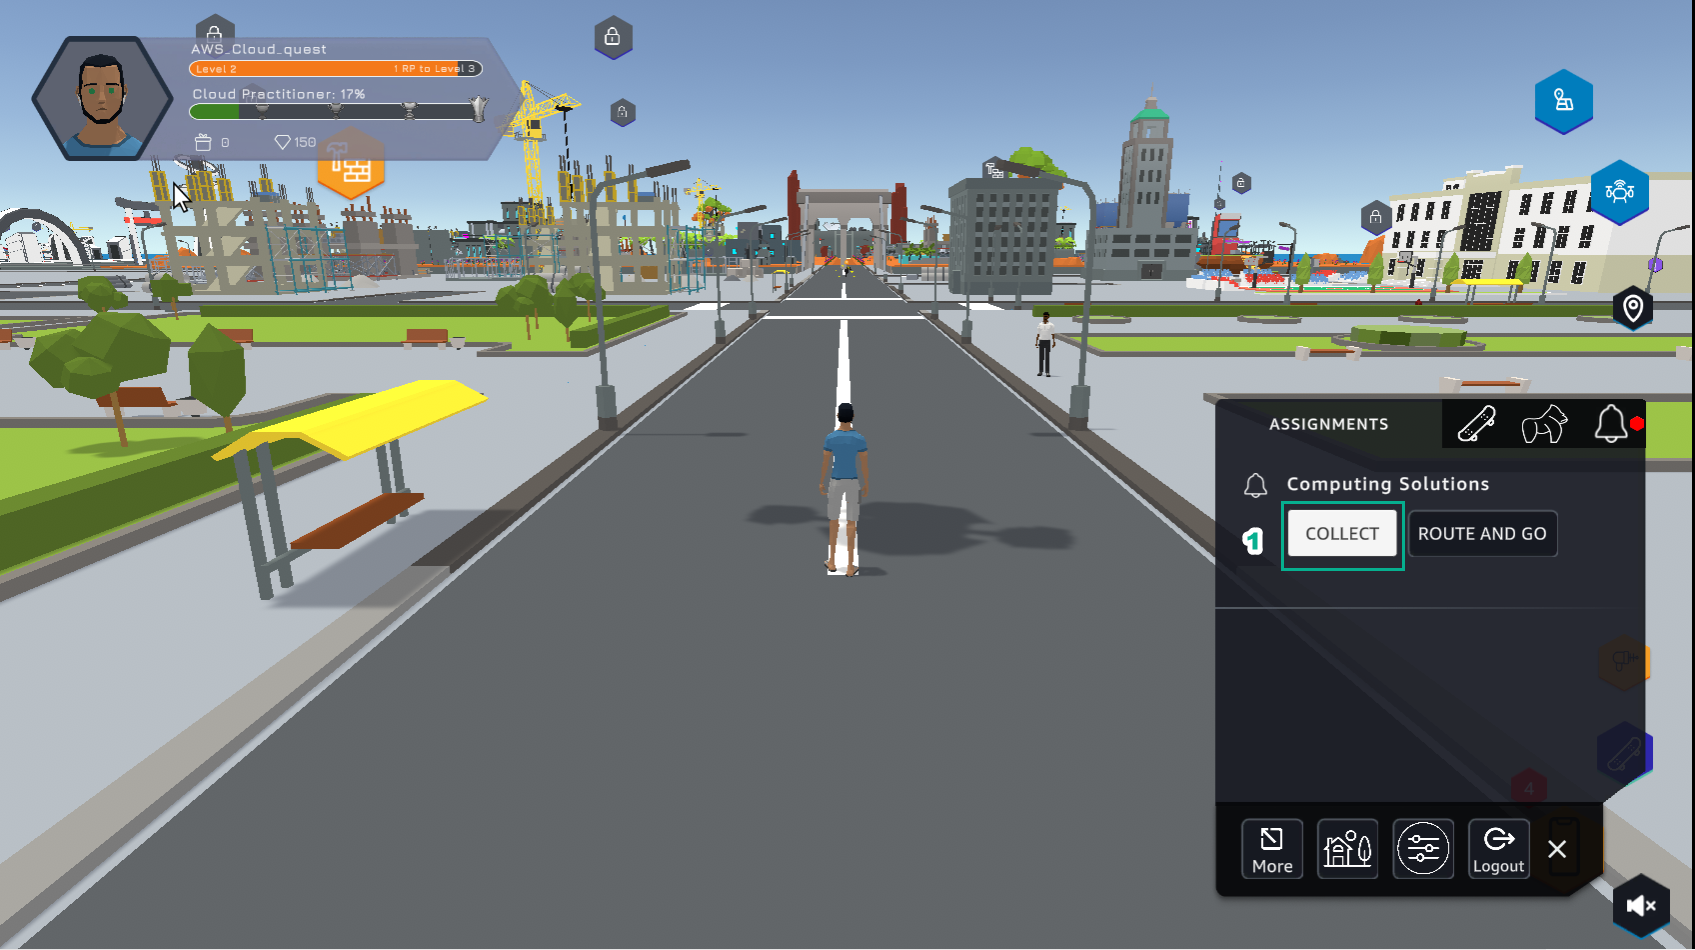 AWS_Cloud_quest
Level 2 1 RP to Level 3
Cloud Practitioner: 17%
0 150
ASSIGNMENTS
Computing Solutions
1 COLLECT ROUTE AND GO
4
More Logout